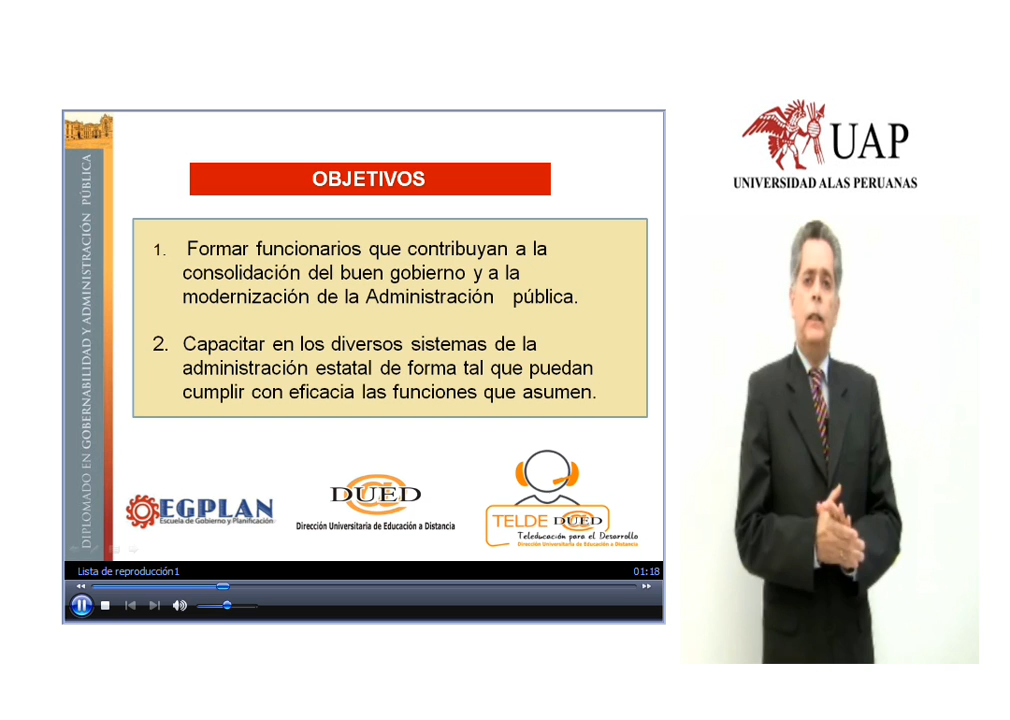 UAP
UNIVERSIDAD ALAS PERUANAS
DIPLOMADO EN GOBERNABILIDAD Y ADMINISTRACIÓN PÚBLICA
OBJETIVOS
1. Formar funcionarios que contribuyan a la
consolidación del buen gobierno y a la
modernización de la Administración pública.
2. Capacitar en los diversos sistemas de la
administración estatal de forma tal que puedan
cumplir con eficacia las funciones que asumen.
EGPLAN
Escuela de Gobierno y Planificación
DUED
Dirección Universitaria de Educación a Distancia
TELDE DUED
Teleducación para el Desarrollo
Dirección Universitaria de Educación a Distancia
Lista de reproducción1
01:18